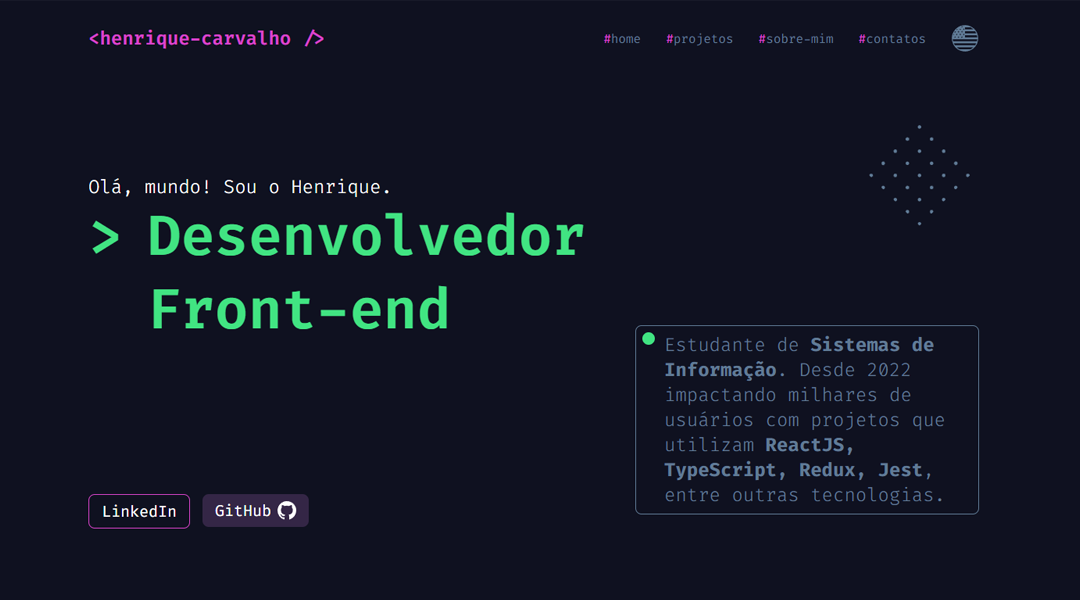 <henrique-carvalho />
#home #projetos #sobre-mim #contatos
Olá, mundo! Sou o Henrique.
> Desenvolvedor
Front-end
Estudante de Sistemas de
Informação. Desde 2022
impactando milhares de
usuários com projetos que
utilizam ReactJS,
TypeScript, Redux, Jest,
entre outras tecnologias.
LinkedIn GitHub